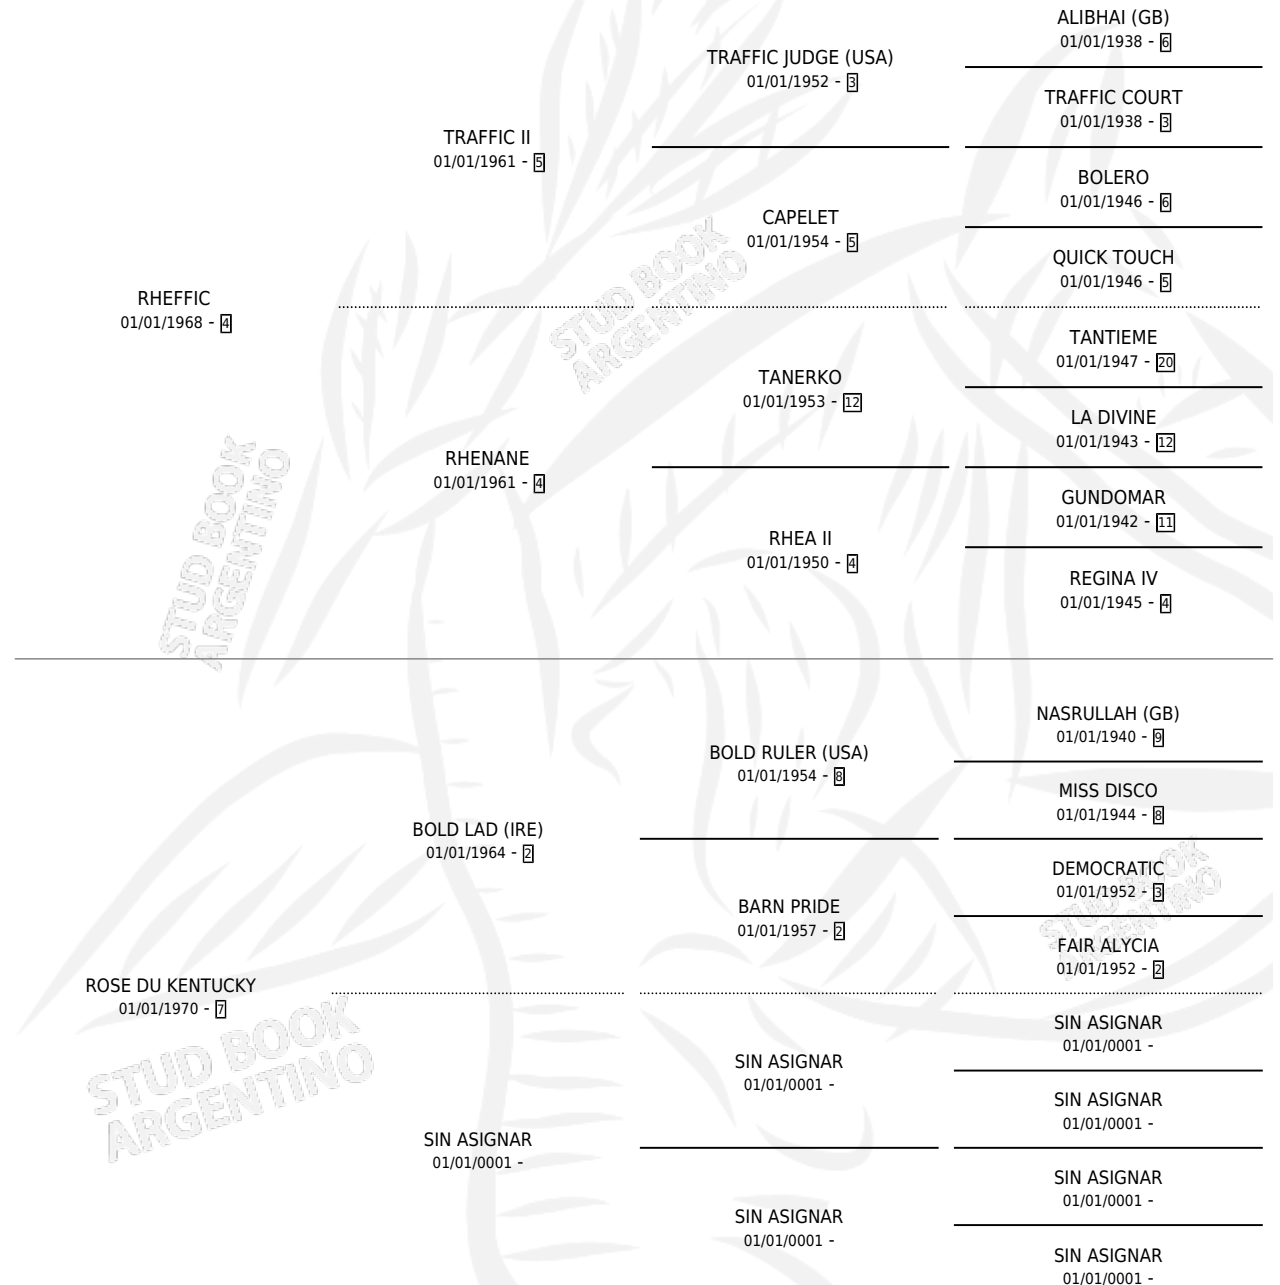 ALIBHAI (GB)
01/01/1938 - 6
TRAFFIC JUDGE (USA)
01/01/1952 - 3
TRAFFIC COURT
01/01/1938 - 3
TRAFFIC II
01/01/1961 - 5
BOLERO
01/01/1946 - 6
CAPELET
01/01/1954 - 5
QUICK TOUCH
01/01/1946 - 5
RHEFFIC
01/01/1968 - 4
TANTIEME
01/01/1947 - 20
TANERKO
01/01/1953 - 12
LA DIVINE
01/01/1943 - 12
RHENANE
01/01/1961 - 4
GUNDOMAR
01/01/1942 - 11
RHEA II
01/01/1950 - 4
REGINA IV
01/01/1945 - 4
STUD BOOK
ARGENTINO
STUD BOOK
ARGENTINO
NASRULLAH (GB)
01/01/1940 - 9
BOLD RULER (USA)
01/01/1954 - 8
MISS DISCO
01/01/1944 - 8
BOLD LAD (IRE)
01/01/1964 - 2
DEMOCRATIC
01/01/1952 - 3
BARN PRIDE
01/01/1957 - 2
FAIR ALYCIA
01/01/1952 - 2
ROSE DU KENTUCKY
01/01/1970 - 7
SIN ASIGNAR
01/01/0001 -
SIN ASIGNAR
01/01/0001 -
SIN ASIGNAR
01/01/0001 -
SIN ASIGNAR
01/01/0001 -
SIN ASIGNAR
01/01/0001 -
SIN ASIGNAR
01/01/0001 -
SIN ASIGNAR
01/01/0001 -
STUD BOOK
ARGENTINO
STUD BOOK
ARGENTINO